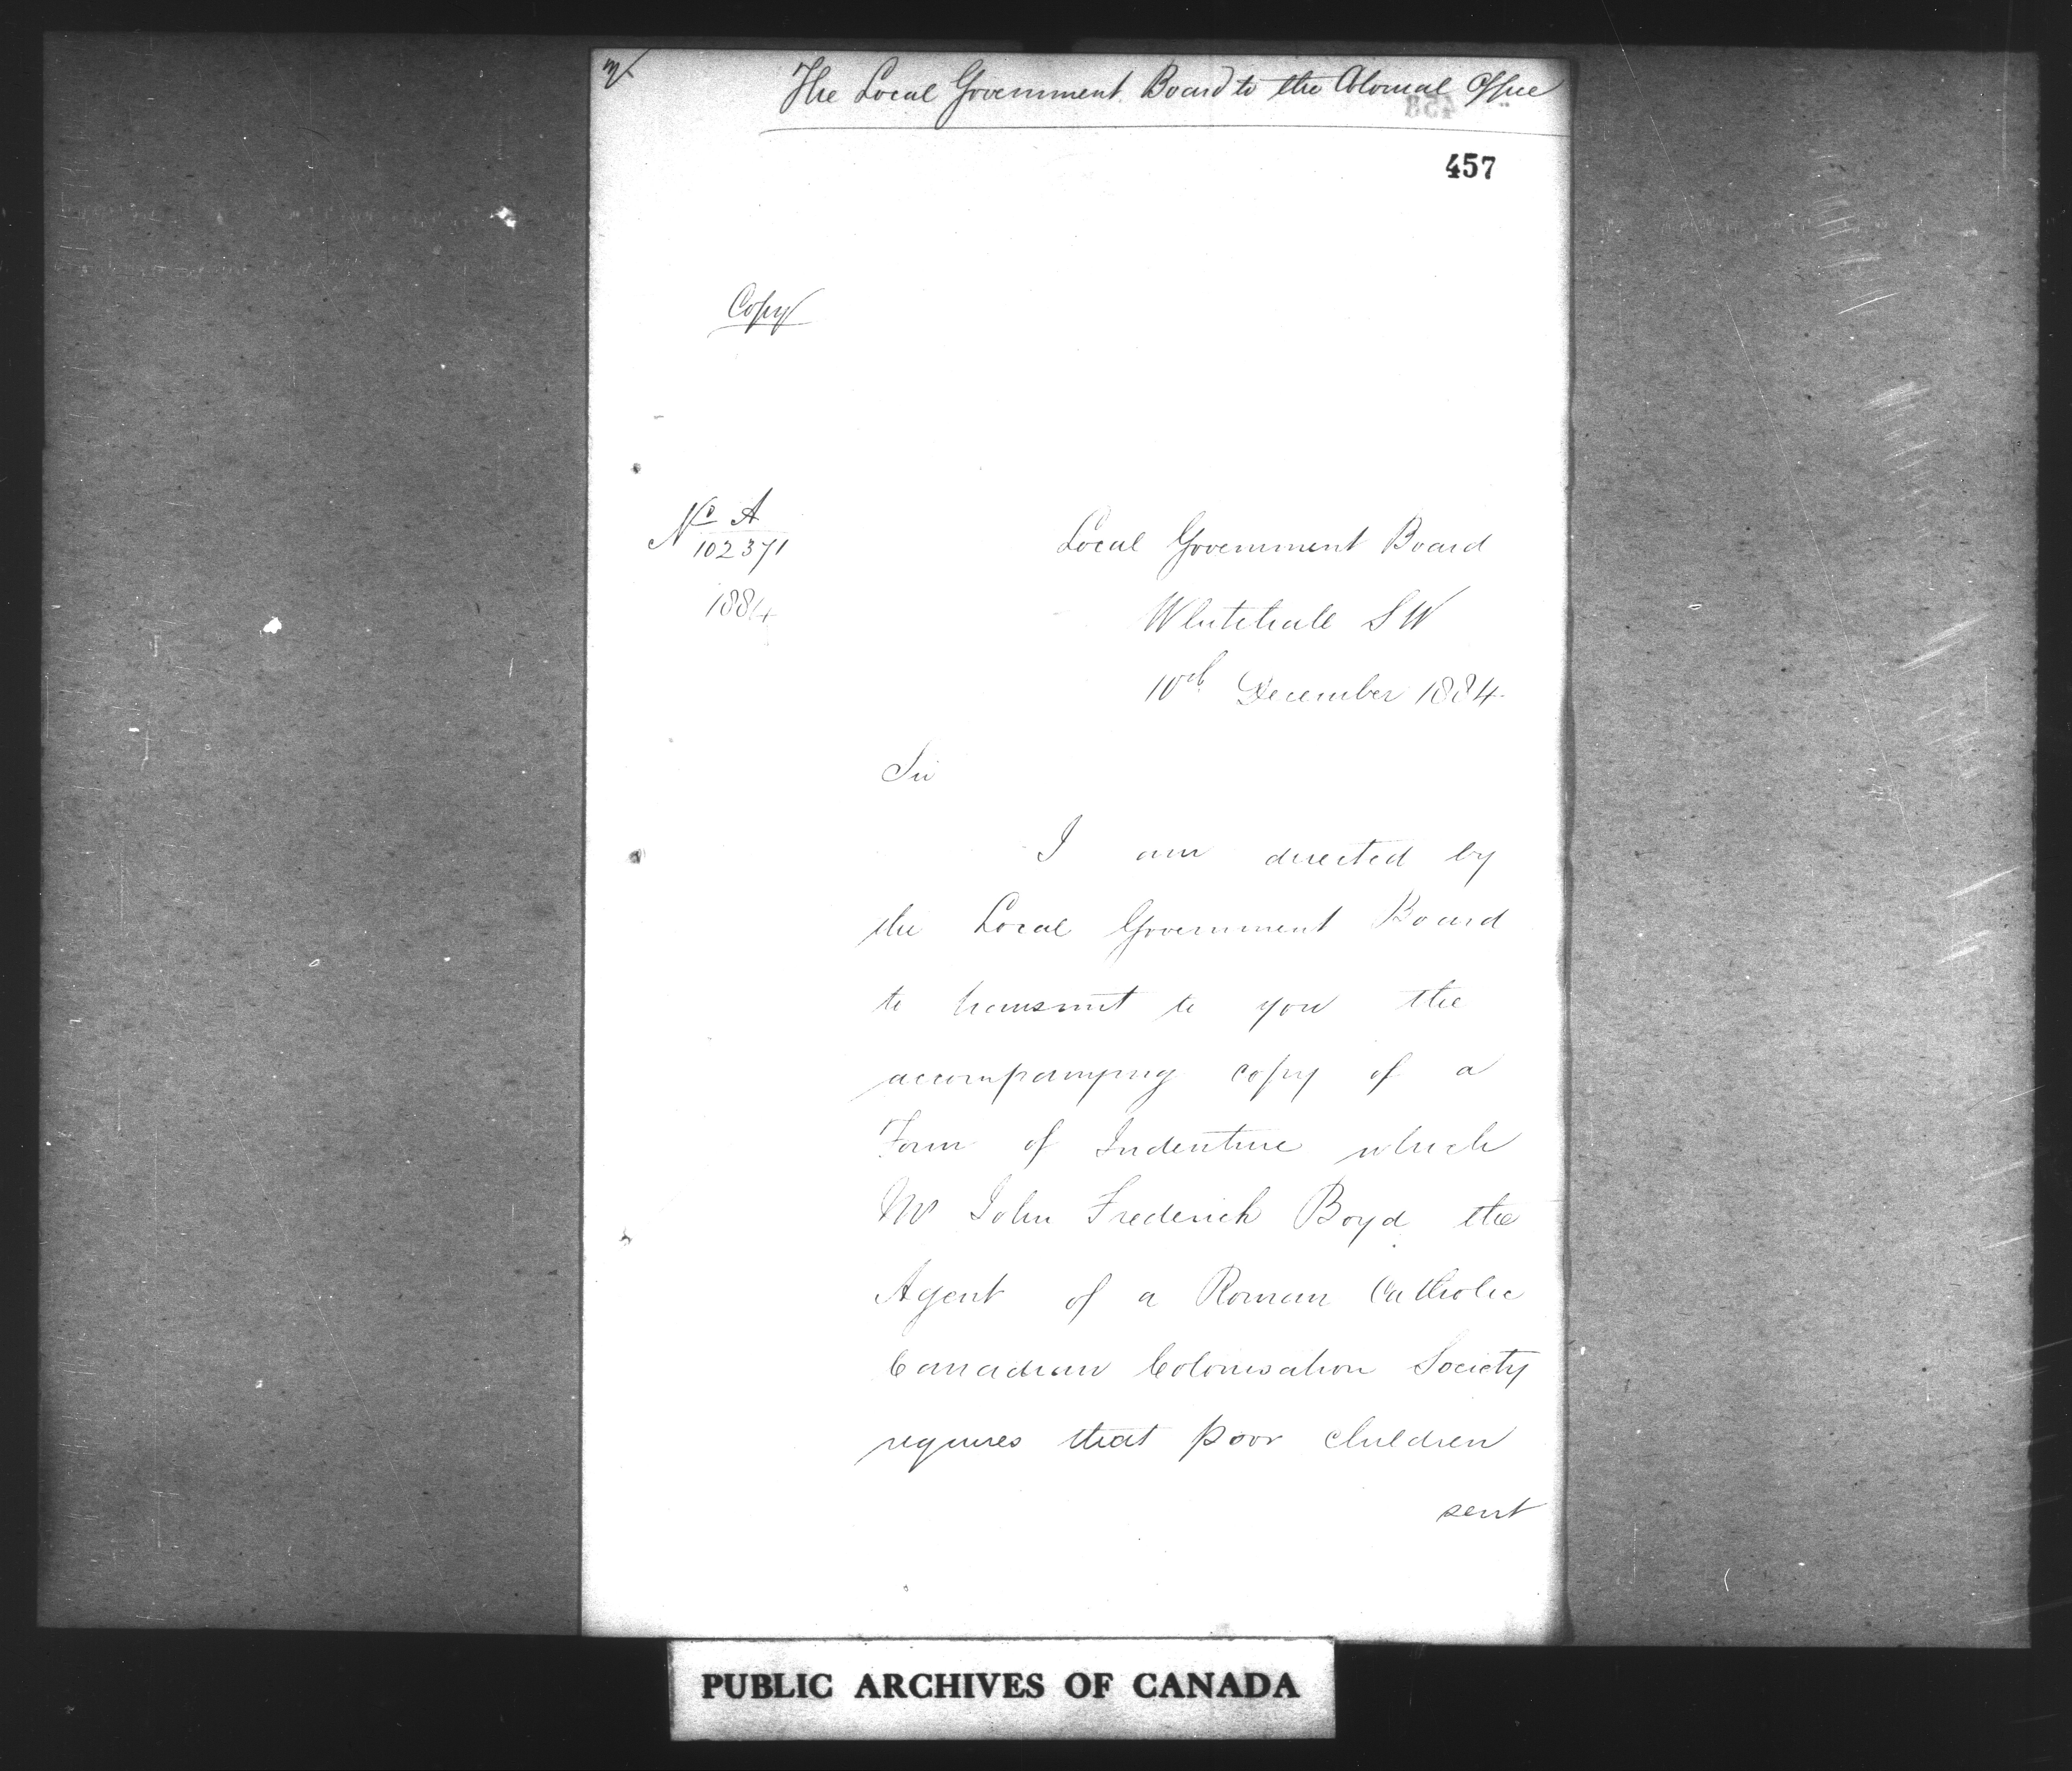 The Local Government Board to the Colonial Office
457
Copy
No A
102371
1884
Local Government Board
Whitehall S W
10th December 1884.
Sir
I am directed by
the Local Government Board
to transmit to you the
accompanying copy of a
Form of Indenture which
Mr John Frederick Boyd the
Agent of a Roman Catholic
Canadian Colonisation Society
requires that poor children
sent
PUBLIC ARCHIVES OF CANADA